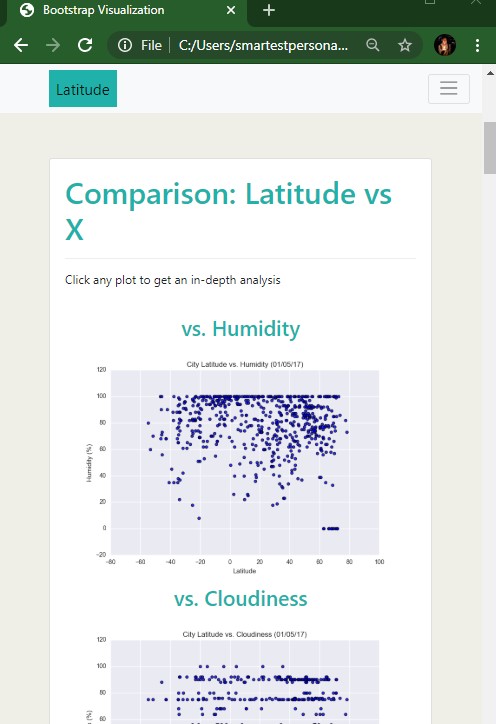 Bootstrap Visualization
File
C:/Users/smartestpersona...
Latitude
Comparison: Latitude vs
X
Click any plot to get an in-depth analysis
vs. Humidity
City Latitude vs. Humidity (01/05/17)
120
100
80
60
40
20
0
−20
Humidity (%)
−80 −60 −40 −20 0 20 40 60 80 100
Latitude
vs. Cloudiness
City Latitude vs. Cloudiness (01/05/17)
120
100
80
60
(%)